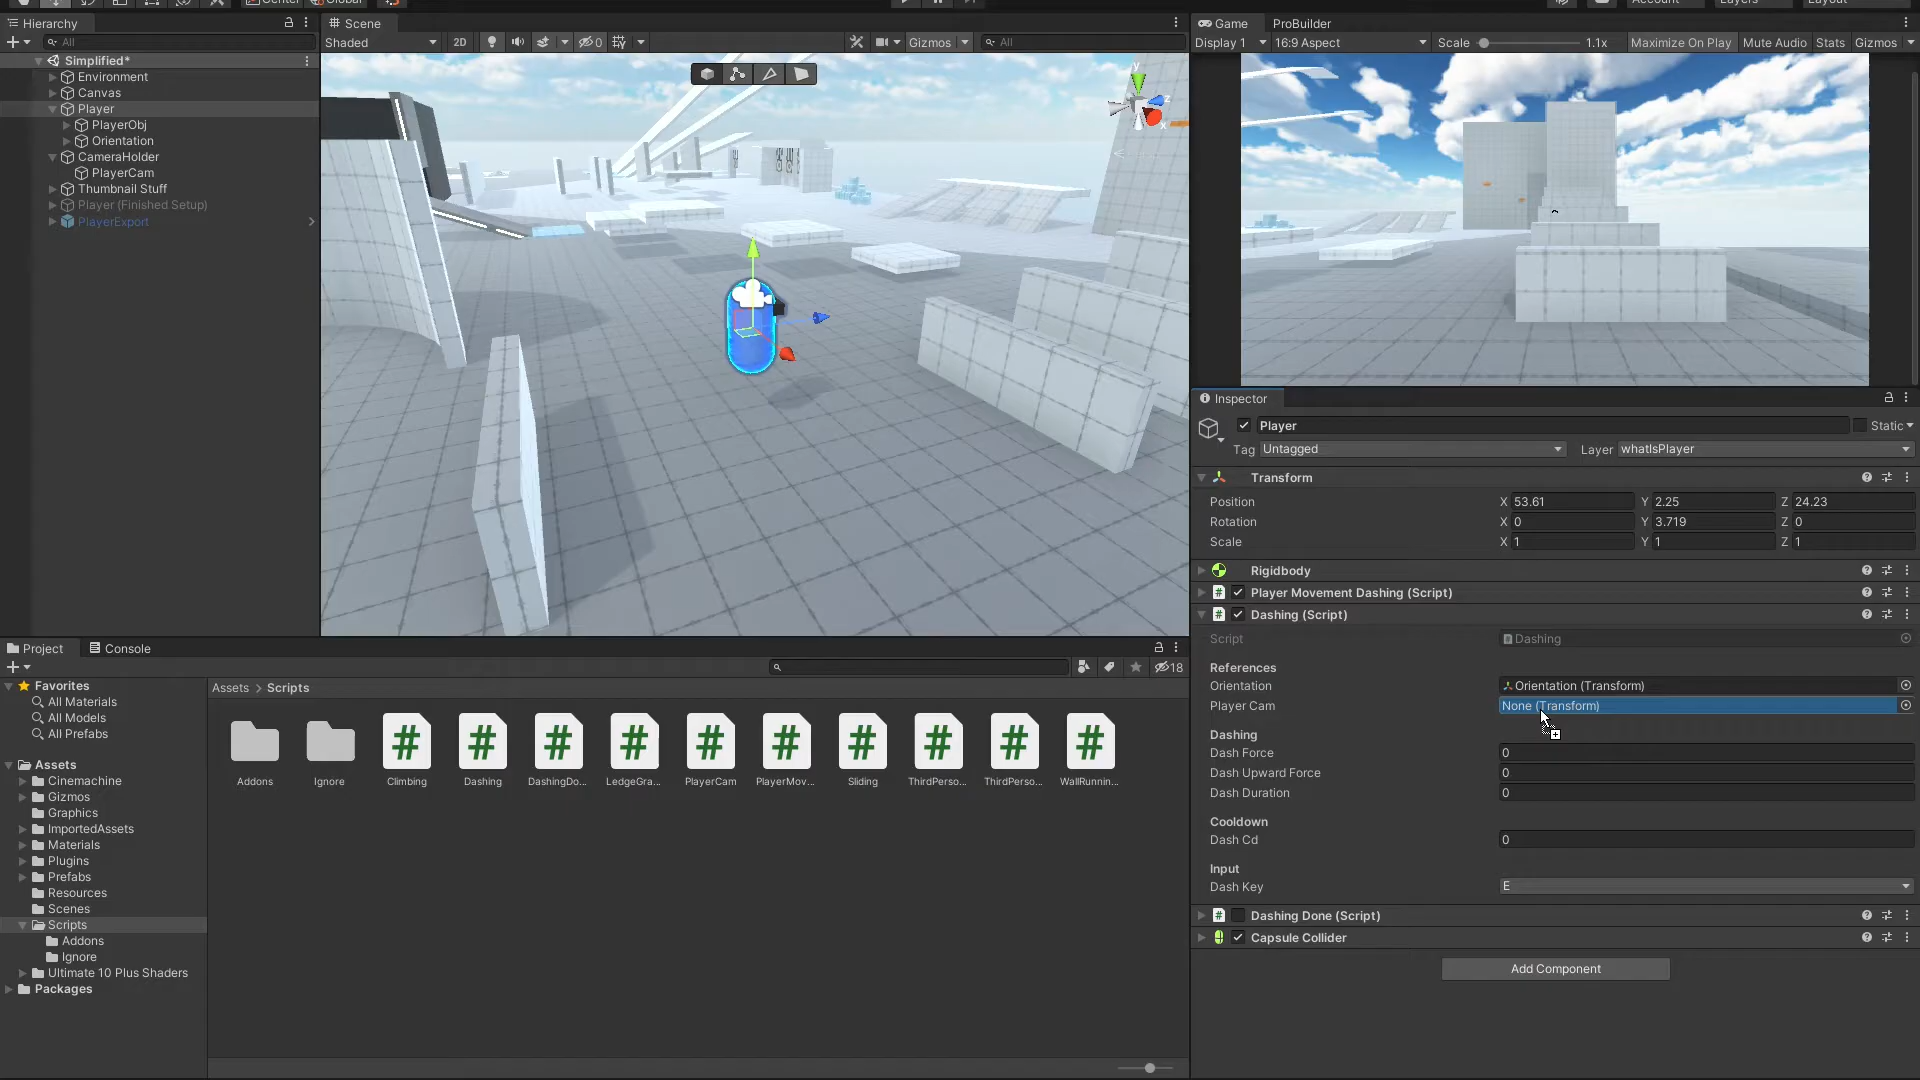 Center Global Account Layers Layout
Hierarchy
All
Simplified*
Environment
Canvas
Player
PlayerObj
Orientation
CameraHolder
PlayerCam
Thumbnail Stuff
Player (Finished Setup)
PlayerExport
Scene
Shaded 2D 0 Gizmos All
y
z
x
Game ProBuilder
Display 1 16:9 Aspect Scale 1.1x Maximize On Play Mute Audio Stats Gizmos
Inspector
Player Static
Tag Untagged Layer whatIsPlayer
Transform
Position X 53.61 Y 2.25 Z 24.23
Rotation X 0 Y 3.719 Z 0
Scale X 1 Y 1 Z 1
Rigidbody
Player Movement Dashing (Script)
Dashing (Script)
Script Dashing
References
Orientation Orientation (Transform)
Player Cam None (Transform)
Dashing
Dash Force 0
Dash Upward Force 0
Dash Duration 0
Cooldown
Dash Cd 0
Input
Dash Key E
Dashing Done (Script)
Capsule Collider
Add Component
Project Console
18
Favorites
All Materials
All Models
All Prefabs
Assets
Cinemachine
Gizmos
Graphics
ImportedAssets
Materials
Plugins
Prefabs
Resources
Scenes
Scripts
Addons
Ignore
Ultimate 10 Plus Shaders
Packages
Assets > Scripts
Addons Ignore Climbing Dashing DashingDo... LedgeGra... PlayerCam PlayerMov... Sliding ThirdPerso... ThirdPerso... WallRunnin...